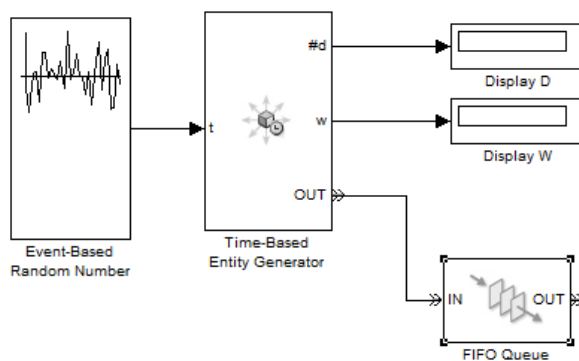 #d
Display D
t
w
Display W
OUT
Event-Based
Random Number
Time-Based
Entity Generator
IN
OUT
FIFO Queue